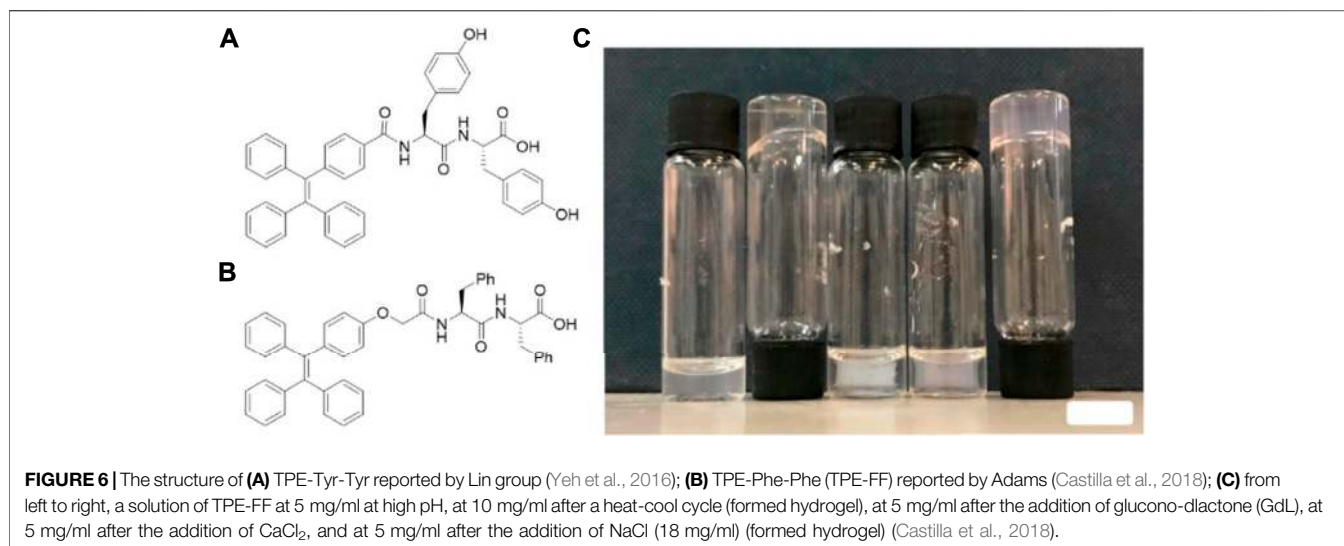 A
OH
O
N
H
H
N
O
O
OH
OH
B
O
O
N
H
Ph
H
N
O
O
OH
Ph
C
FIGURE 6 | The structure of (A) TPE-Tyr-Tyr reported by Lin group (Yeh et al., 2016); (B) TPE-Phe-Phe (TPE-FF) reported by Adams (Castilla et al., 2018); (C) from
left to right, a solution of TPE-FF at 5 mg/ml at high pH, at 10 mg/ml after a heat-cool cycle (formed hydrogel), at 5 mg/ml after the addition of glucono-dlactone (GdL), at
5 mg/ml after the addition of CaCl₂, and at 5 mg/ml after the addition of NaCl (18 mg/ml) (formed hydrogel) (Castilla et al., 2018).